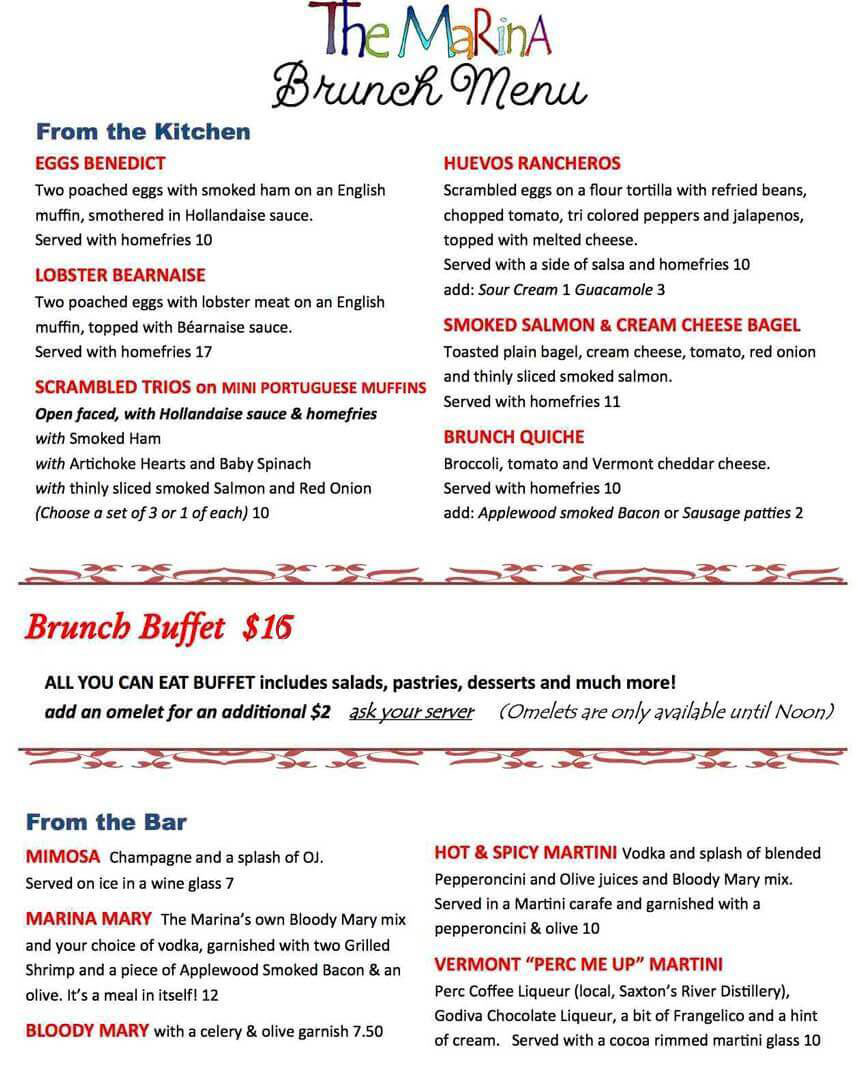 The MaRinA
Brunch Menu
From the Kitchen
EGGS BENEDICT
Two poached eggs with smoked ham on an English
muffin, smothered in Hollandaise sauce.
Served with homefries 10
LOBSTER BEARNAISE
Two poached eggs with lobster meat on an English
muffin, topped with Béarnaise sauce.
Served with homefries 17
SCRAMBLED TRIOS on MINI PORTUGUESE MUFFINS
Open faced, with Hollandaise sauce & homefries
with Smoked Ham
with Artichoke Hearts and Baby Spinach
with thinly sliced smoked Salmon and Red Onion
(Choose a set of 3 or 1 of each) 10
HUEVOS RANCHEROS
Scrambled eggs on a flour tortilla with refried beans,
chopped tomato, tri colored peppers and jalapenos,
topped with melted cheese.
Served with a side of salsa and homefries 10
add: Sour Cream 1 Guacamole 3
SMOKED SALMON & CREAM CHEESE BAGEL
Toasted plain bagel, cream cheese, tomato, red onion
and thinly sliced smoked salmon.
Served with homefries 11
BRUNCH QUICHE
Broccoli, tomato and Vermont cheddar cheese.
Served with homefries 10
add: Applewood smoked Bacon or Sausage patties 2
Brunch Buffet
ALL YOU CAN EAT BUFFET includes salads, pastries, desserts and much more!
add an omelet for an additional $2 ask your server (Omelets are only available until Noon)
From the Bar
MIMOSA Champagne and a splash of OJ.
Served on ice in a wine glass 7
MARINA MARY The Marina's own Bloody Mary mix
and your choice of vodka, garnished with two Grilled
Shrimp and a piece of Applewood Smoked Bacon & an
olive. It's a meal in itself! 12
BLOODY MARY with a celery & olive garnish 7.50
HOT & SPICY MARTINI Vodka and splash of blended
Pepperoncini and Olive juices and Bloody Mary mix.
Served in a Martini carafe and garnished with a
pepperoncini & olive 10
VERMONT “PERC ME UP” MARTINI
Perc Coffee Liqueur (local, Saxton's River Distillery),
Godiva Chocolate Liqueur, a bit of Frangelico and a hint
of cream. Served with a cocoa rimmed martini glass 10